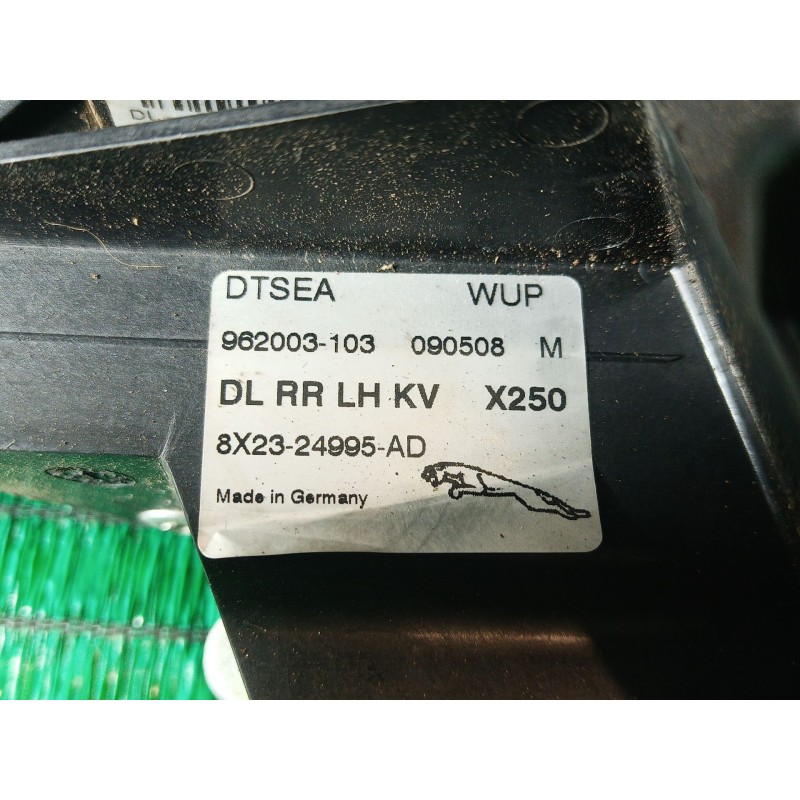 DTSEA WUP
962003-103 090508 M
DL RR LH KV X250
8X23-24995-AD
Made in Germany